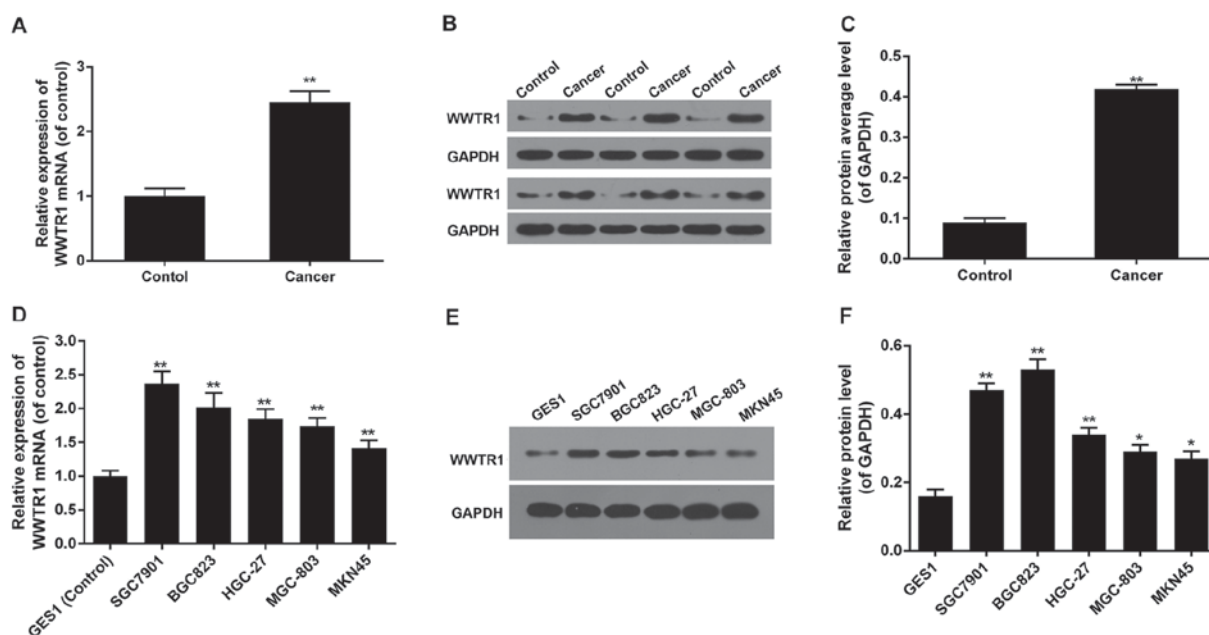 A
Relative expression of
WWTR1 mRNA (of control)
3
2
1
0
**
Contol
Cancer
B
Control
Cancer
Control
Cancer
Control
Cancer
WWTR1
GAPDH
WWTR1
GAPDH
C
Relative protein average level
(of GAPDH)
0.5
0.4
0.3
0.2
0.1
0.0
**
Control
Cancer
D
Relative expression of
WWTR1 mRNA (of control)
3.0
2.5
2.0
1.5
1.0
0.5
0.0
**
**
**
**
**
GES1 (Control)
SGC7901
BGC823
HGC-27
MGC-803
MKN45
E
GES1
SGC7901
BGC823
HGC-27
MGC-803
MKN45
WWTR1
GAPDH
F
Relative protein level
(of GAPDH)
0.6
0.4
0.2
0.0
**
**
**
*
*
GES1
SGC7901
BGC823
HGC-27
MGC-803
MKN45